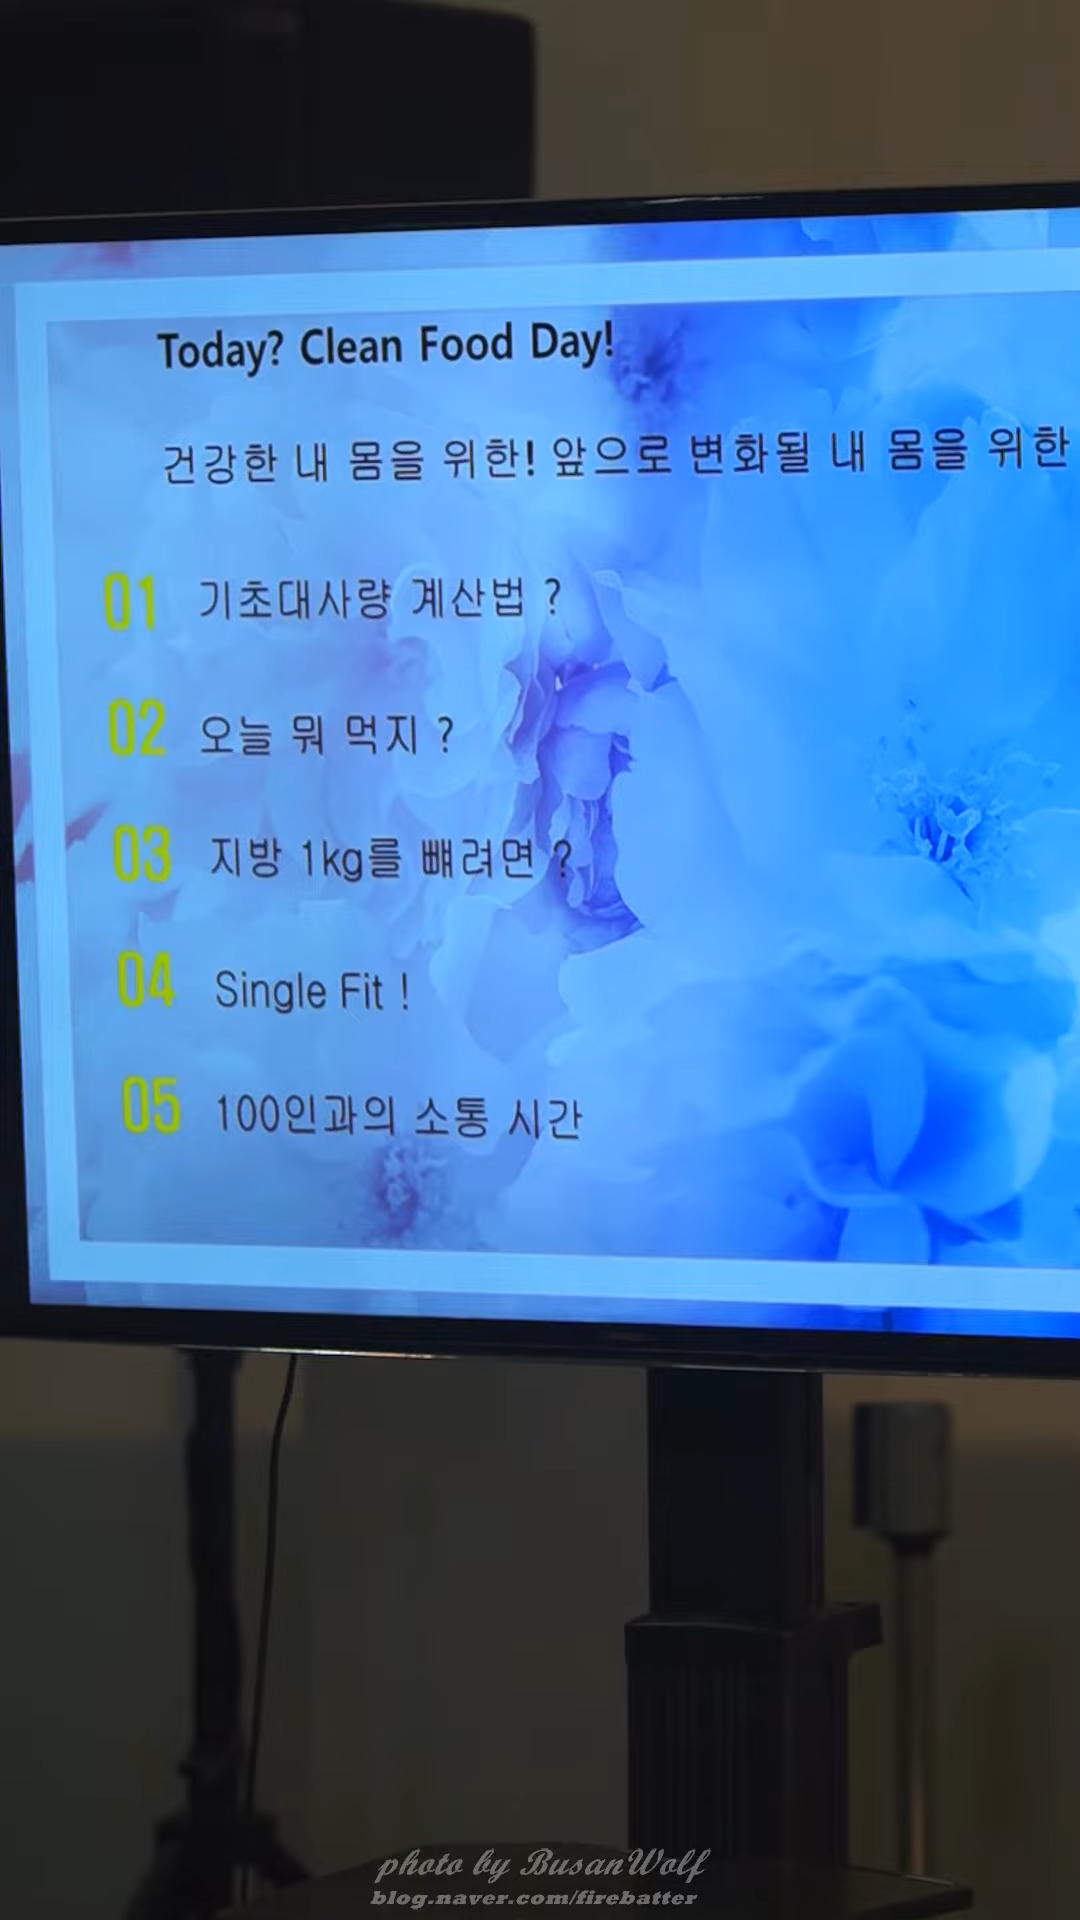 Today? Clean Food Day!
건강한 내 몸을 위한! 앞으로 변화될 내 몸을 위한
01 기초대사량 계산법 ?
02 오늘 뭐 먹지 ?
03 지방 1kg를 뺴려면 ?
04 Single Fit !
05 100인과의 소통 시간
photo by BusanWolf
blog.naver.com/firebatter